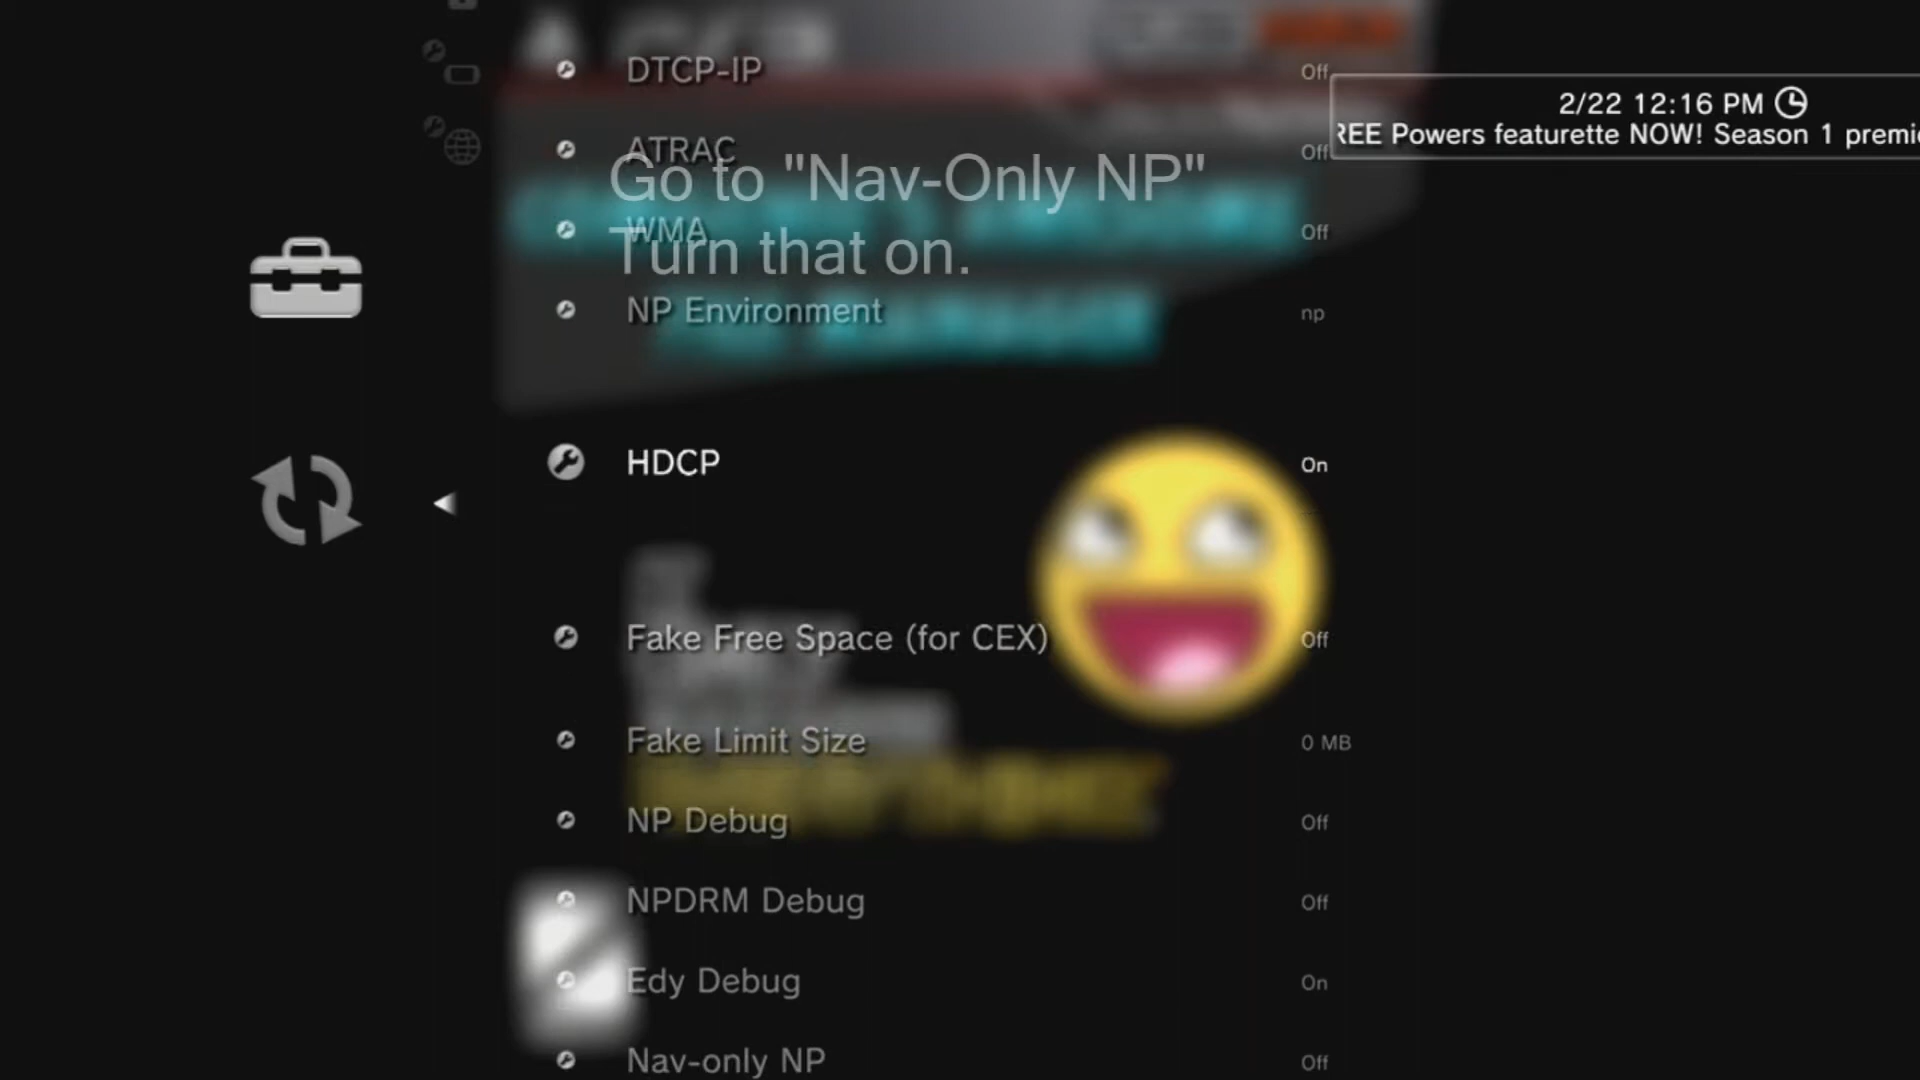 DTCP-IP Off
2/22 12:16 PM
REE Powers featurette NOW! Season 1 premi
ATRAC Off
Go to "Nav-Only NP"
WMA Off
Turn that on.
NP Environment np
HDCP On
Fake Free Space (for CEX) Off
Fake Limit Size 0 MB
NP Debug Off
NPDRM Debug Off
Edy Debug On
Nav-only NP Off